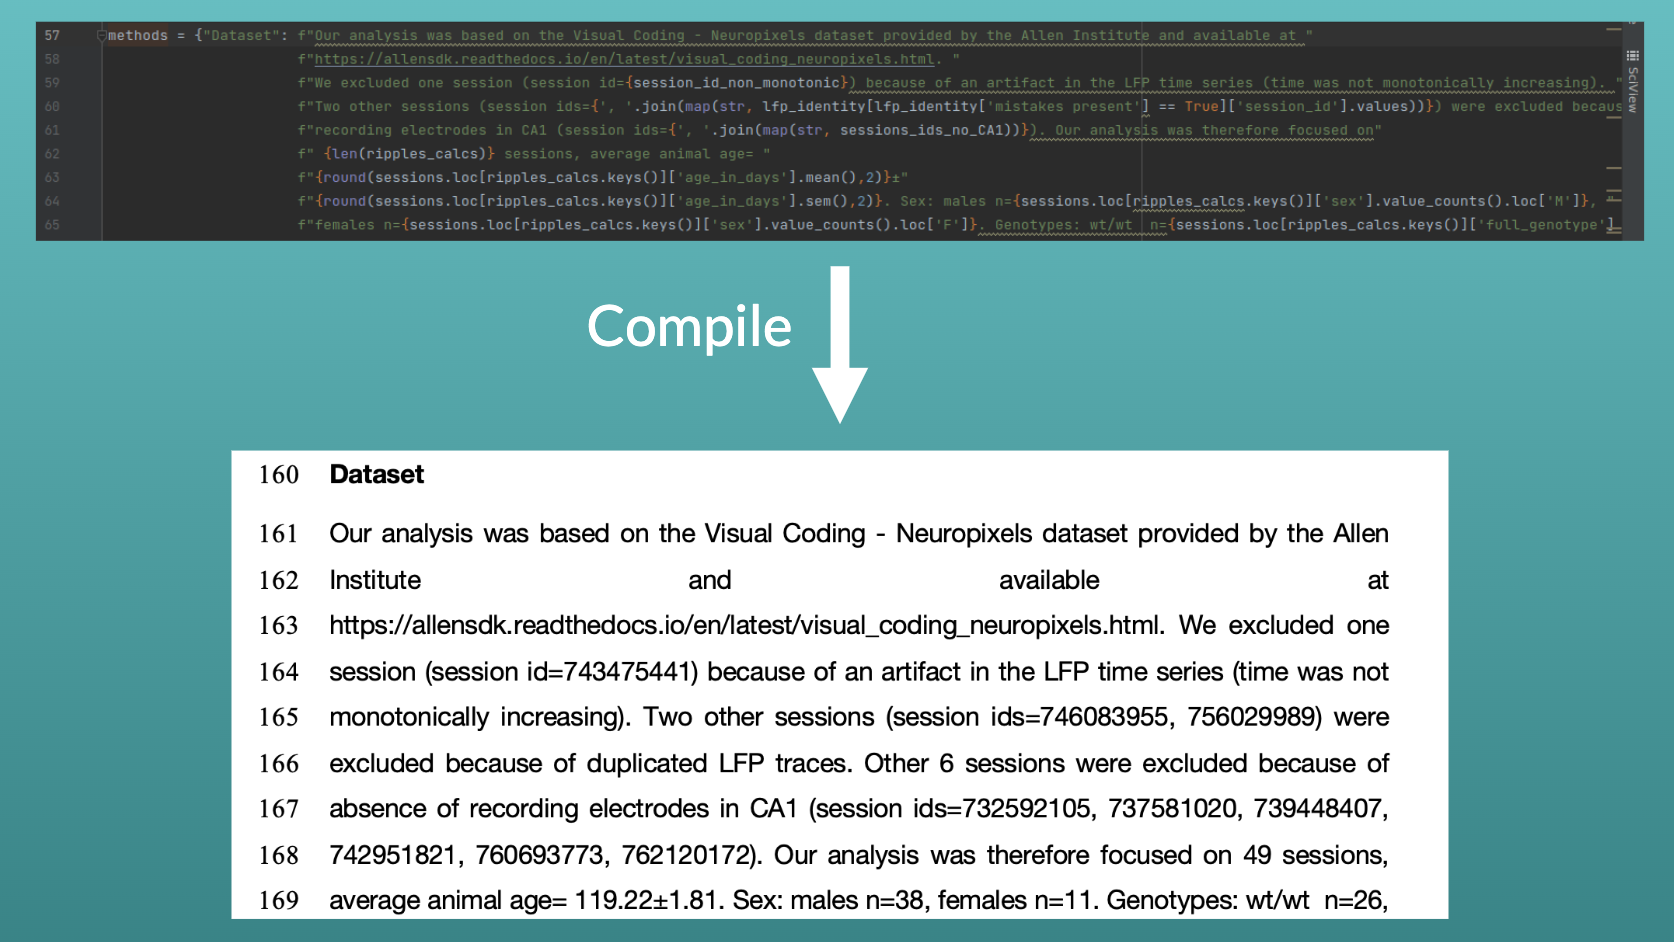 57 methods = {"Dataset": f"Our analysis was based on the Visual Coding - Neuropixels dataset provided by the Allen Institute and available at "
58 f"https://allensdk.readthedocs.io/en/latest/visual_coding_neuropixels.html. "
59 f"We excluded one session (session id={session_id_non_monotonic}) because of an artifact in the LFP time series (time was not monotonically increasing). "
60 f"Two other sessions (session ids={', '.join(map(str, lfp_identity[lfp_identity['mistakes present'] == True]['session_id'].values))}) were excluded becaus
61 f"recording electrodes in CA1 (session ids={', '.join(map(str, sessions_ids_no_CA1))}). Our analysis was therefore focused on"
62 f" {len(ripples_calcs)} sessions, average animal age= "
63 f"{round(sessions.loc[ripples_calcs.keys()]['age_in_days'].mean(),2)}±"
64 f"{round(sessions.loc[ripples_calcs.keys()]['age_in_days'].sem(),2)}. Sex: males n={sessions.loc[ripples_calcs.keys()]['sex'].value_counts().loc['M']}, "
65 f"females n={sessions.loc[ripples_calcs.keys()]['sex'].value_counts().loc['F']}. Genotypes: wt/wt  n={sessions.loc[ripples_calcs.keys()]['full_genotype']
SciView
Compile
160 Dataset
161 Our analysis was based on the Visual Coding - Neuropixels dataset provided by the Allen
162 Institute and available at
163 https://allensdk.readthedocs.io/en/latest/visual_coding_neuropixels.html. We excluded one
164 session (session id=743475441) because of an artifact in the LFP time series (time was not
165 monotonically increasing). Two other sessions (session ids=746083955, 756029989) were
166 excluded because of duplicated LFP traces. Other 6 sessions were excluded because of
167 absence of recording electrodes in CA1 (session ids=732592105, 737581020, 739448407,
168 742951821, 760693773, 762120172). Our analysis was therefore focused on 49 sessions,
169 average animal age= 119.22±1.81. Sex: males n=38, females n=11. Genotypes: wt/wt  n=26,